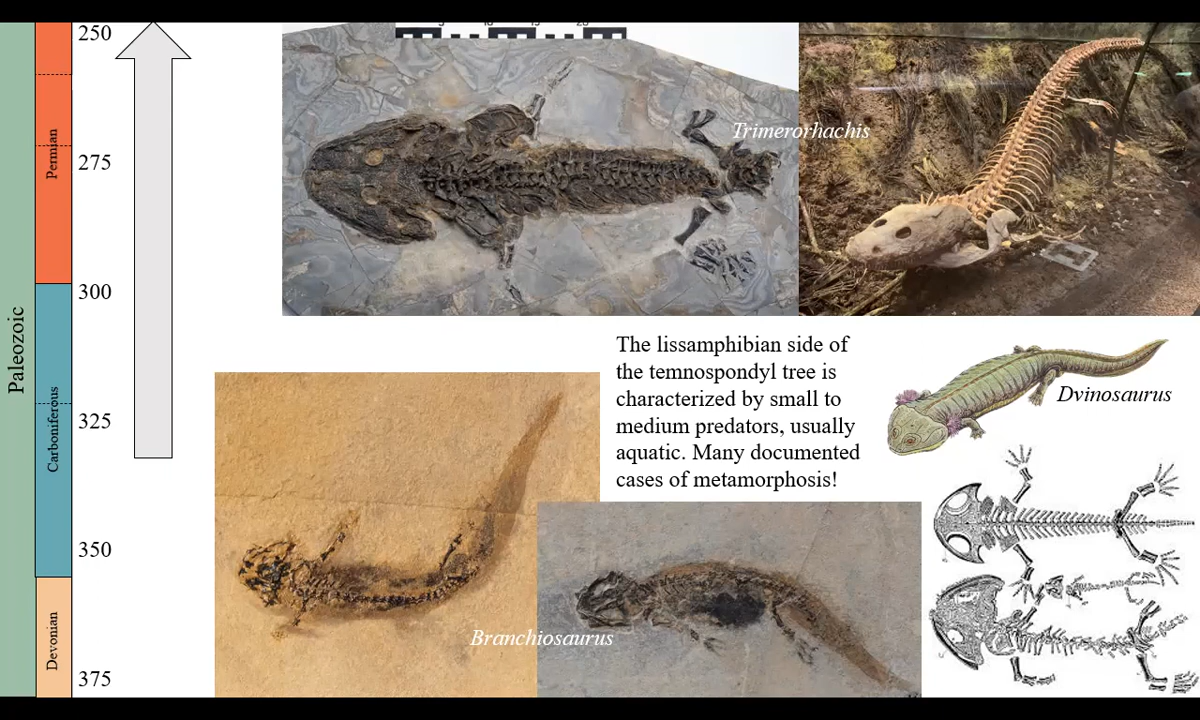 Paleozoic
Permian
Carboniferous
Devonian
250
275
300
325
350
375
Trimerorhachis
The lissamphibian side of
the temnospondyl tree is
characterized by small to
medium predators, usually
aquatic. Many documented
cases of metamorphosis!
Dvinosaurus
Branchiosaurus